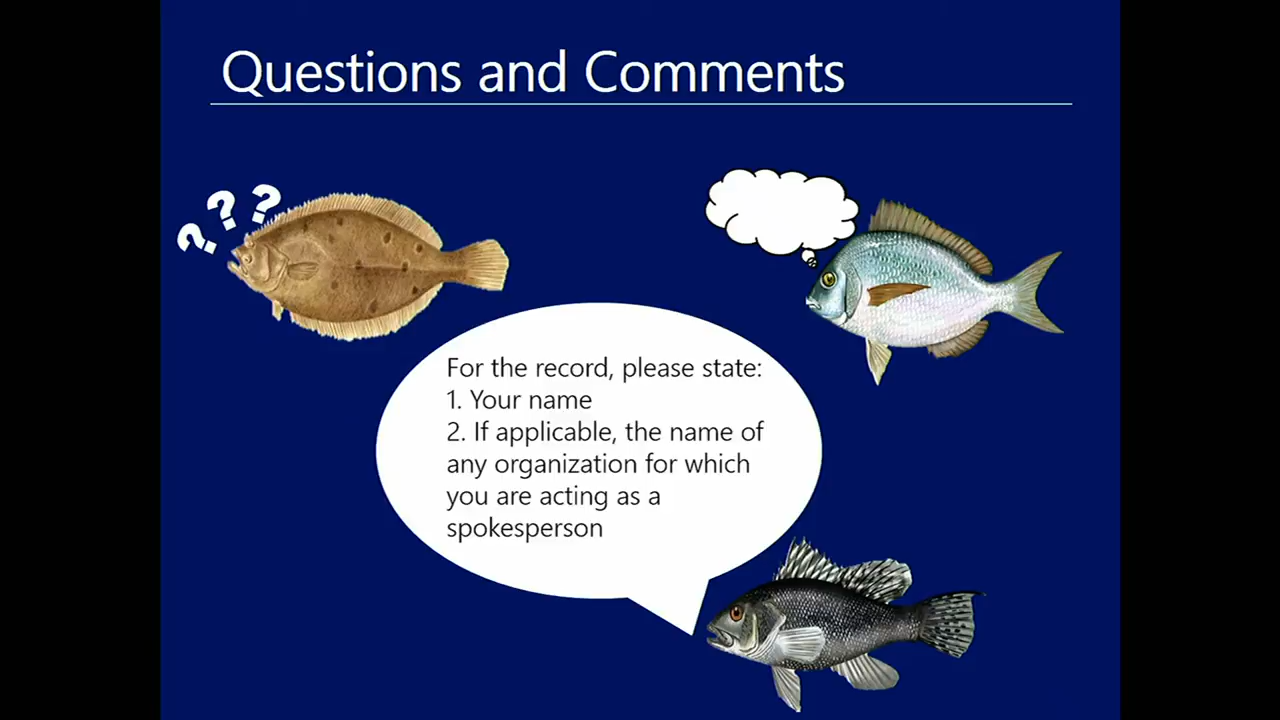 Questions and Comments
? ? ?
For the record, please state:
1. Your name
2. If applicable, the name of
any organization for which
you are acting as a
spokesperson